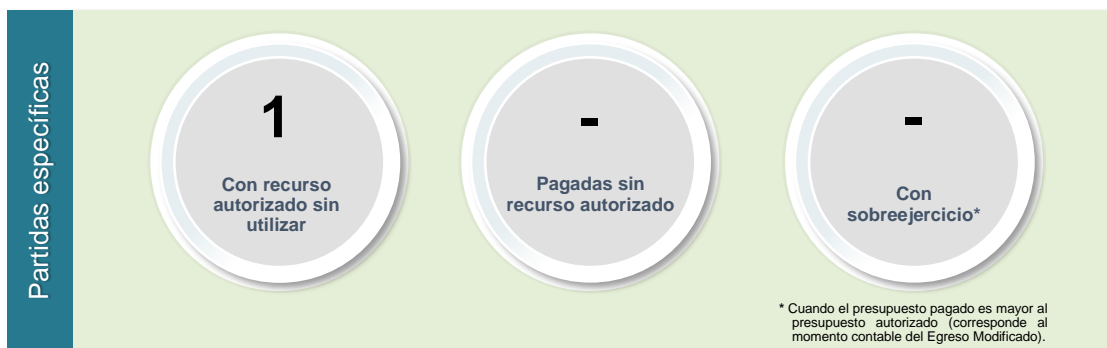 Partidas específicas
1
Con recurso
autorizado sin
utilizar
-
Pagadas sin
recurso autorizado
-
Con
sobreejercicio*
* Cuando el presupuesto pagado es mayor al
presupuesto autorizado (corresponde al
momento contable del Egreso Modificado).